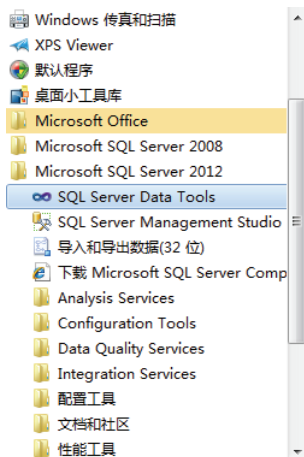 Windows 传真和扫描
XPS Viewer
默认程序
桌面小工具库
Microsoft Office
Microsoft SQL Server 2008
Microsoft SQL Server 2012
SQL Server Data Tools
SQL Server Management Studio
导入和导出数据(32 位)
下载 Microsoft SQL Server Comp
Analysis Services
Configuration Tools
Data Quality Services
Integration Services
配置工具
文档和社区
性能工具